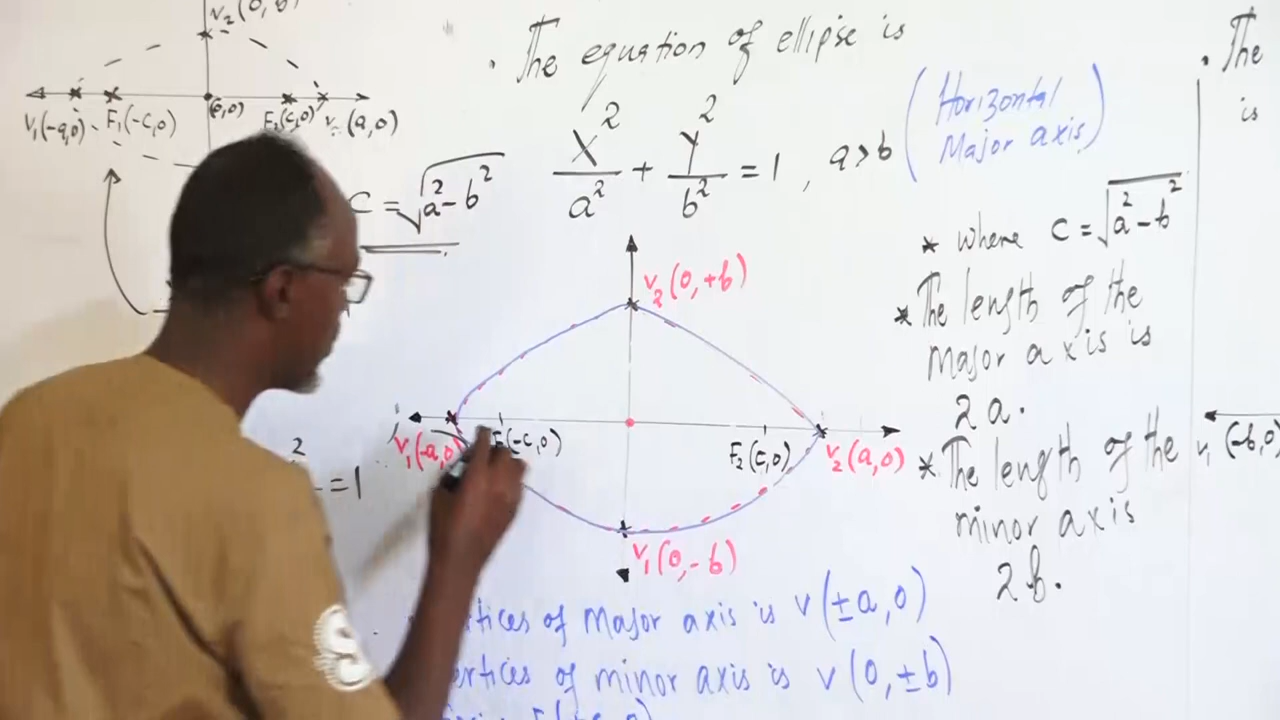 V₂(0, b)
V₁(-a,0)
F₁(-c,0)
(0,0)
F₂(c,0)
(a,0)
C = √a² - b²
² = 1
• The equation of ellipse is
x²/a² + y²/b² = 1 , a > b
(Horizontal
Major axis)
* where C = √a² - b²
* The length of the
Major axis is
2a.
* The length of the
minor axis is
2b.
V₂(0,+b)
V₁(-a,0)
F₁(-c,0)
F₂(c,0)
V₂(a,0)
V₁(0,-b)
tices of Major axis is V(±a,0)
ertices of minor axis is V(0,±b)
• The
is
V₁(-b,0)
S